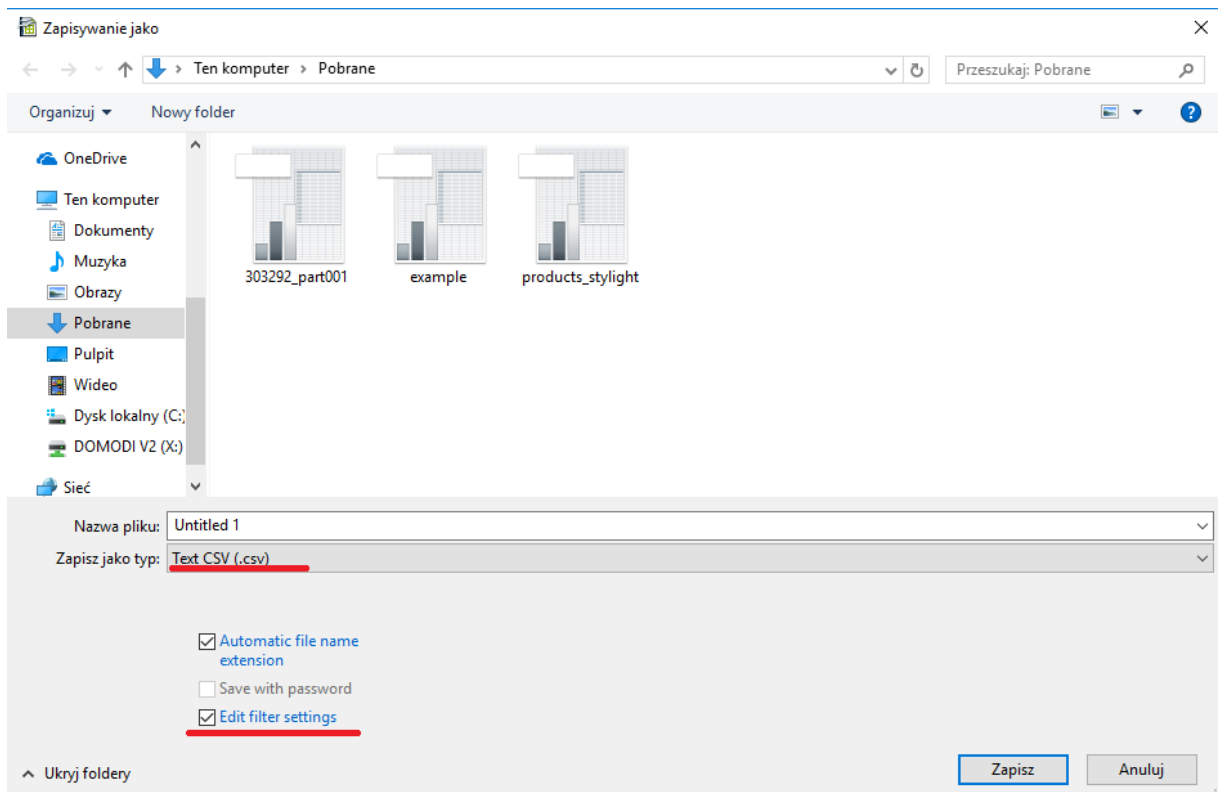 Zapisywanie jako
Ten komputer > Pobrane
Przeszukaj: Pobrane
Organizuj
Nowy folder
OneDrive
Ten komputer
Dokumenty
Muzyka
Obrazy
Pobrane
Pulpit
Wideo
Dysk lokalny (C:)
DOMODI V2 (X:)
Sieć
303292_part001
example
products_stylight
Nazwa pliku: Untitled 1
Zapisz jako typ: Text CSV (.csv)
Automatic file name
extension
Save with password
Edit filter settings
Ukryj foldery
Zapisz
Anuluj